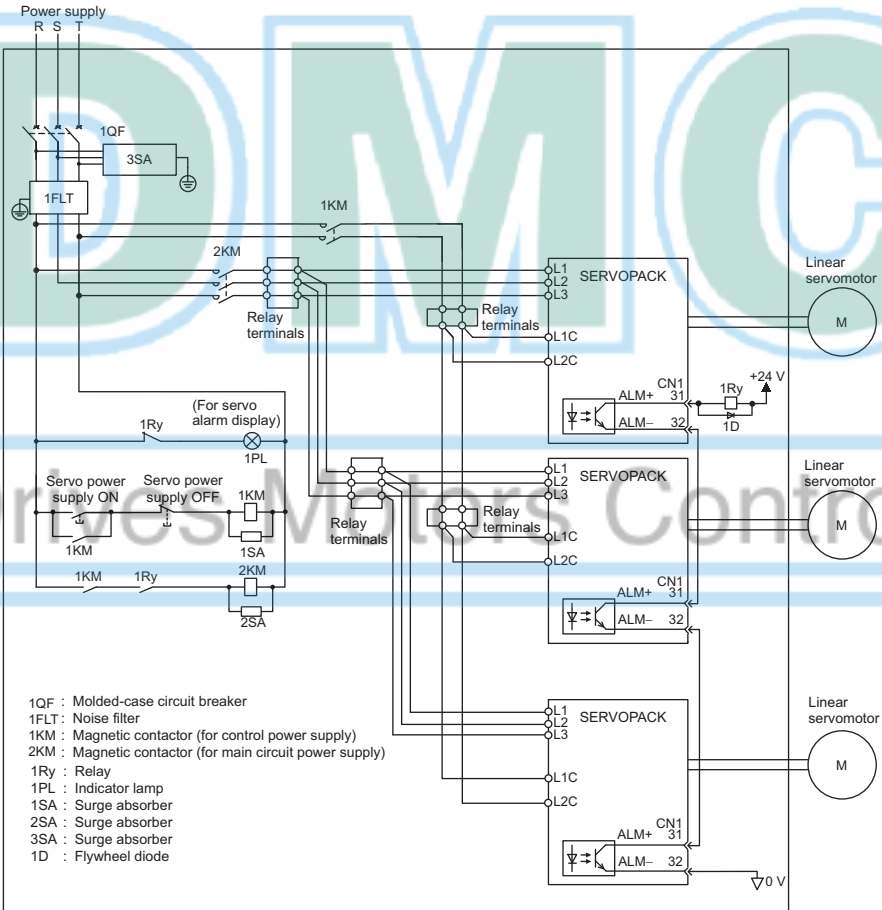 Power supply
R S T
1QF
3SA
1FLT
1KM
2KM
Relay
terminals
Relay
terminals
L1
L2
L3
L1C
L2C
SERVOPACK
Linear
servomotor
M
CN1
ALM+ 31
ALM− 32
1Ry
+24 V
1D
(For servo
alarm display)
1Ry
1PL
Servo power
supply ON
Servo power
supply OFF
1KM
1KM
1SA
1KM
1Ry
2KM
2SA
Relay
terminals
Relay
terminals
L1
L2
L3
L1C
L2C
SERVOPACK
Linear
servomotor
M
CN1
ALM+ 31
ALM− 32
L1
L2
L3
L1C
L2C
SERVOPACK
Linear
servomotor
M
CN1
ALM+ 31
ALM− 32
0 V
1QF : Molded-case circuit breaker
1FLT : Noise filter
1KM : Magnetic contactor (for control power supply)
2KM : Magnetic contactor (for main circuit power supply)
1Ry : Relay
1PL : Indicator lamp
1SA : Surge absorber
2SA : Surge absorber
3SA : Surge absorber
1D : Flywheel diode
DMC
Drives Motors Contro